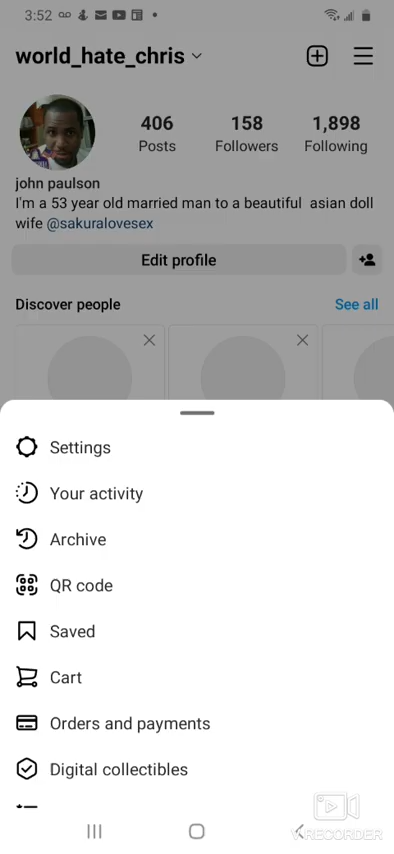 3:52
world_hate_chris
406 158 1,898
Posts Followers Following
john paulson
I'm a 53 year old married man to a beautiful asian doll
wife @sakuralovesex
Edit profile
Discover people See all
Settings
Your activity
Archive
QR code
Saved
Cart
Orders and payments
Digital collectibles
V.RECORDER